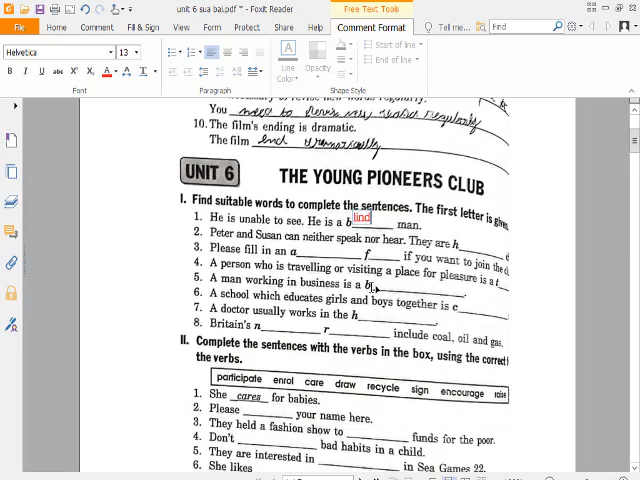 unit 6 sua bai.pdf * - Foxit Reader
Free Text Tools
File Home Comment View Form Protect Share Help Comment Format Tell me... Find
Helvetica 13
B I U abc X² X₂ A T
Line Color
Opacity
Start of line
End of line
Font Paragraph Shape Style
to revise new words regularly.
You need to revise new words regularly
10. The film's ending is dramatic.
The film end dramatically
UNIT 6 THE YOUNG PIONEERS CLUB
I. Find suitable words to complete the sentences. The first letter is given
1. He is unable to see. He is a blind man.
2. Peter and Susan can neither speak nor hear. They are h
3. Please fill in an a f if you want to join the c
4. A person who is travelling or visiting a place for pleasure is a t
5. A man working in business is a b
6. A school which educates girls and boys together is c
7. A doctor usually works in the h .
8. Britain's n r include coal, oil and gas.
II. Complete the sentences with the verbs in the box, using the correct
the verbs.
participate enrol care draw recycle sign encourage raise
1. She cares for babies.
2. Please your name here.
3. They held a fashion show to funds for the poor.
4. Don't bad habits in a child.
5. They are interested in in Sea Games 22.
6. She likes